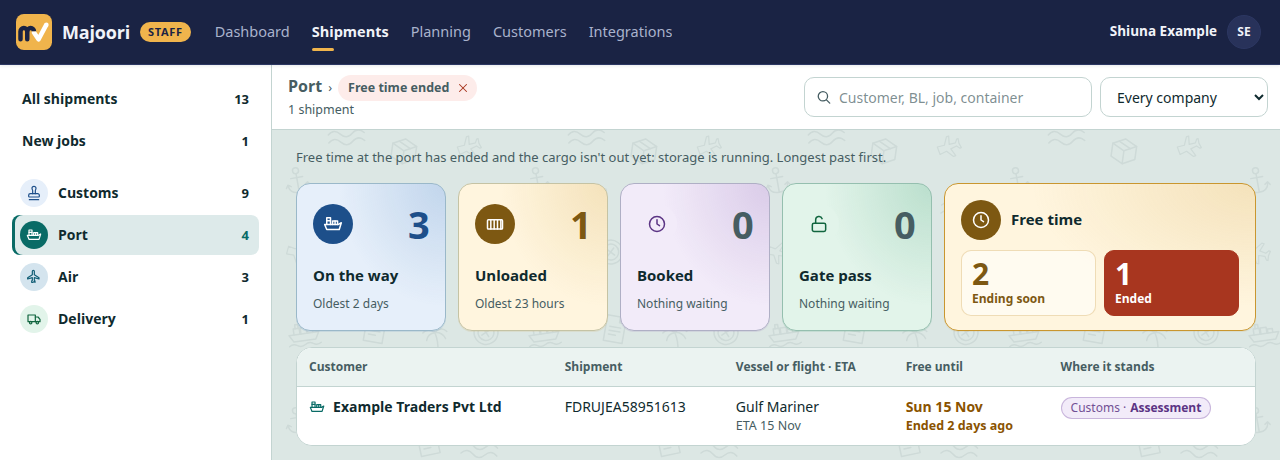 Majoori STAFF Dashboard Shipments Planning Customers Integrations Shiuna Example SE
All shipments 13
New jobs 1
Customs 9
Port 4
Air 3
Delivery 1
Port › Free time ended ×
1 shipment
Customer, BL, job, container
Every company
Free time at the port has ended and the cargo isn't out yet: storage is running. Longest past first.
3
On the way
Oldest 2 days
1
Unloaded
Oldest 23 hours
0
Booked
Nothing waiting
0
Gate pass
Nothing waiting
Free time
2
Ending soon
1
Ended
Customer Shipment Vessel or flight · ETA Free until Where it stands
Example Traders Pvt Ltd FDRUJEA58951613 Gulf Mariner Sun 15 Nov Customs · Assessment
ETA 15 Nov Ended 2 days ago